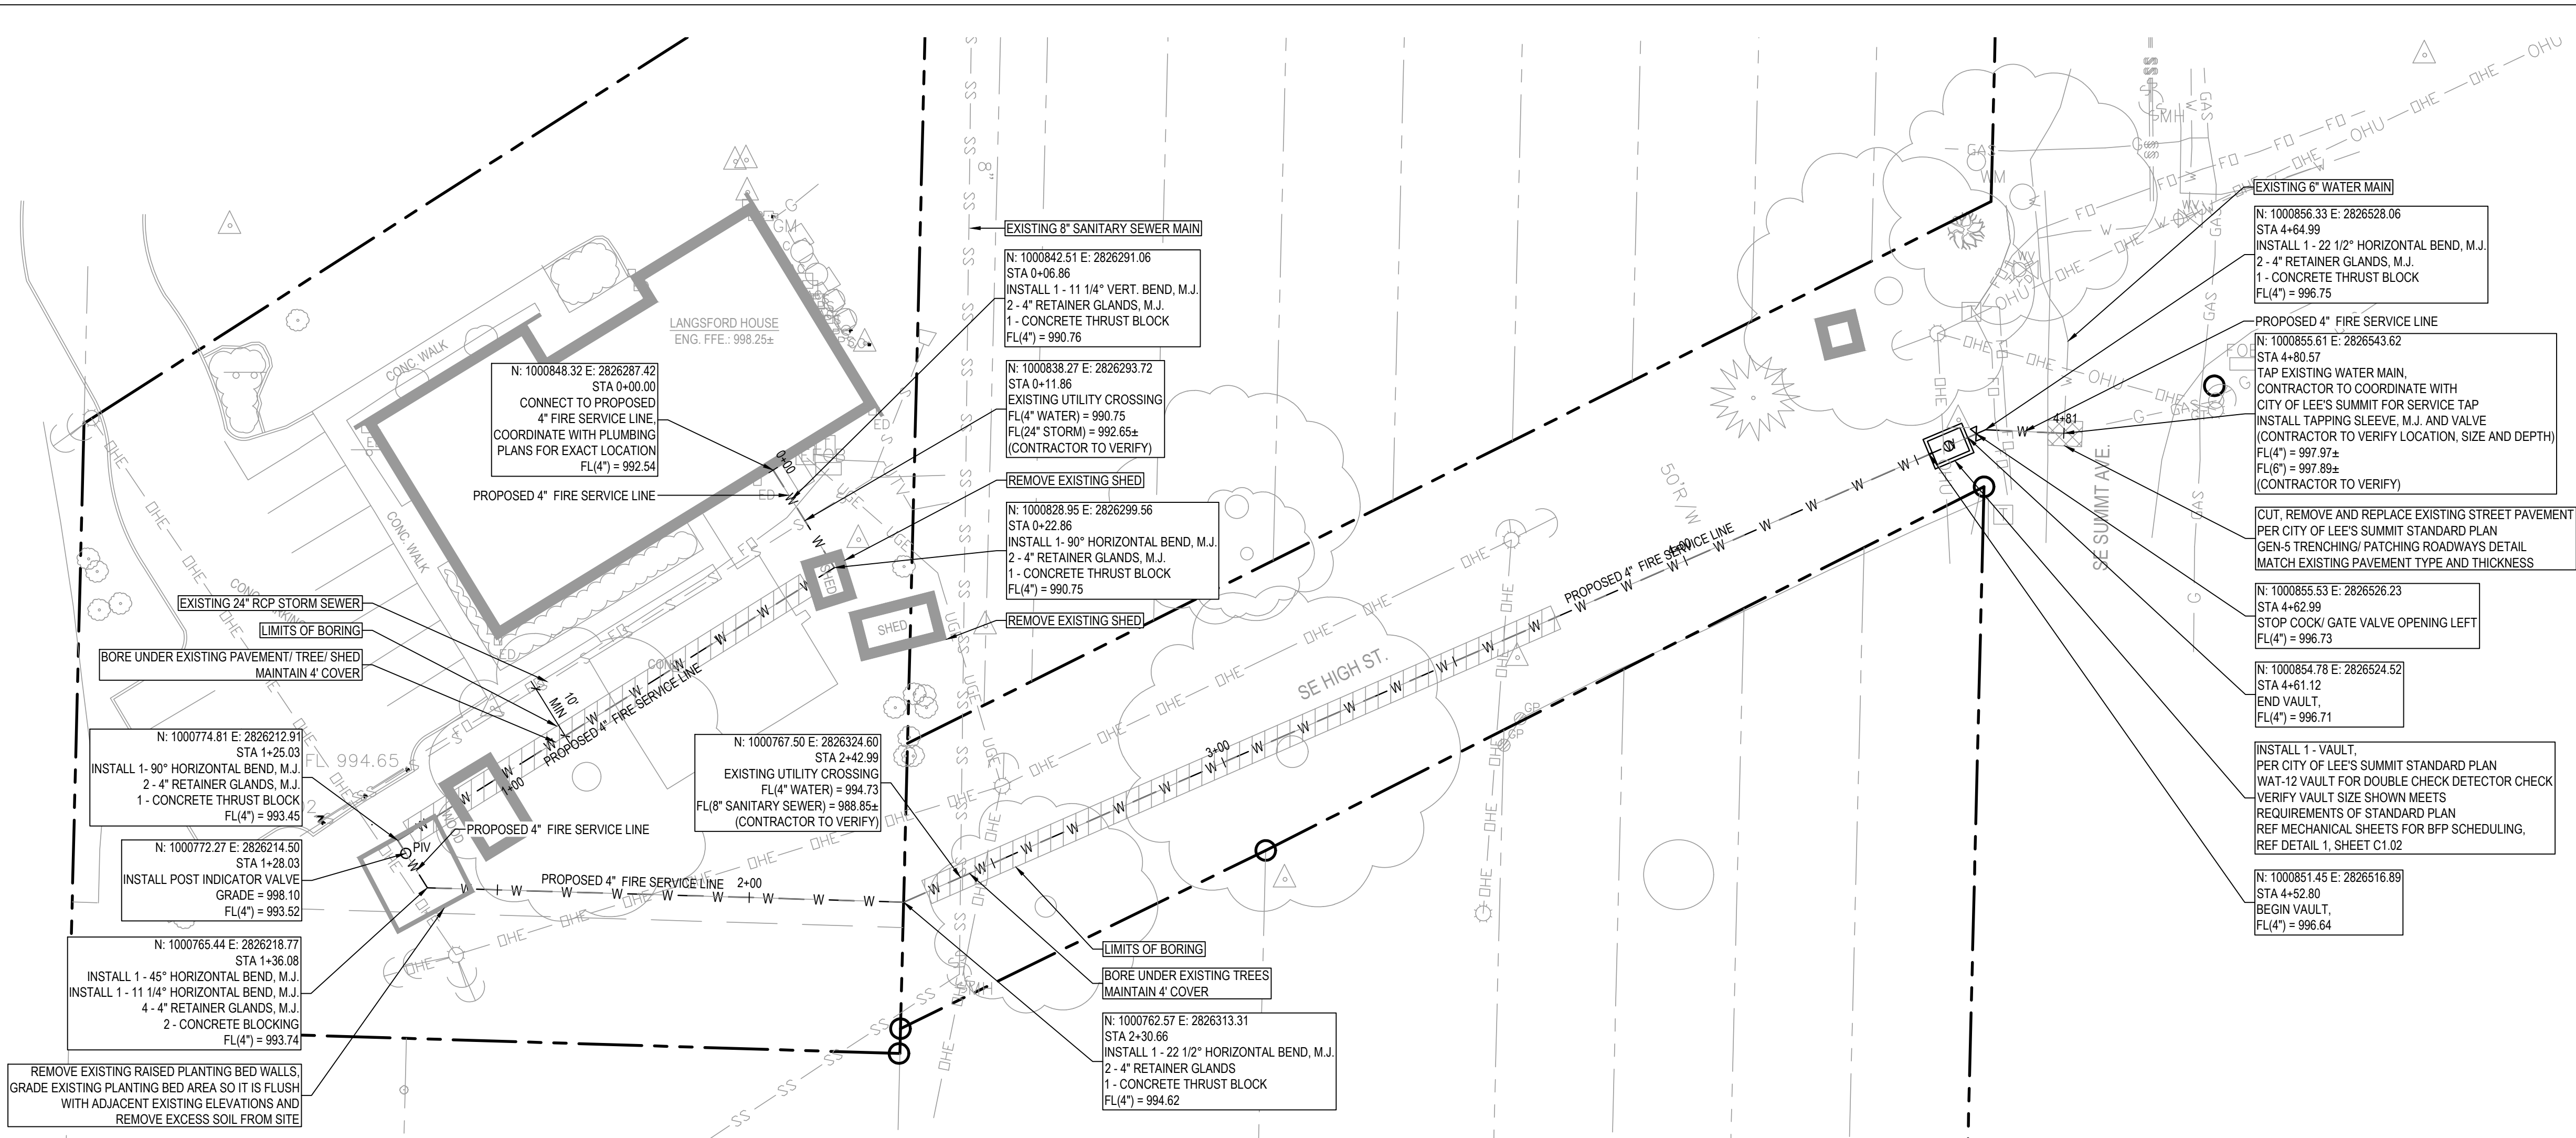 EXISTING 8" SANITARY SEWER MAIN
N: 1000842.51 E: 2826291.06
STA 0+06.86
INSTALL 1 - 11 1/4° VERT. BEND, M.J.
2 - 4" RETAINER GLANDS, M.J.
1 - CONCRETE THRUST BLOCK
FL(4") = 990.76
N: 1000838.27 E: 2826293.72
STA 0+11.86
EXISTING UTILITY CROSSING
FL(4" WATER) = 990.75
FL(24" STORM) = 992.65±
(CONTRACTOR TO VERIFY)
REMOVE EXISTING SHED
N: 1000828.95 E: 2826299.56
STA 0+22.86
INSTALL 1- 90° HORIZONTAL BEND, M.J.
2 - 4" RETAINER GLANDS, M.J.
1 - CONCRETE THRUST BLOCK
FL(4") = 990.75
REMOVE EXISTING SHED
LANGSFORD HOUSE
ENG. FFE.: 998.25±
N: 1000848.32 E: 2826287.42
STA 0+00.00
CONNECT TO PROPOSED
4" FIRE SERVICE LINE,
COORDINATE WITH PLUMBING
PLANS FOR EXACT LOCATION
FL(4") = 992.54
PROPOSED 4"  FIRE SERVICE LINE
CONC. WALK
CONC. WALK
0+00
SHED
SHED
8"
GM
ED
EXISTING 24" RCP STORM SEWER
LIMITS OF BORING
BORE UNDER EXISTING PAVEMENT/ TREE/ SHED
MAINTAIN 4' COVER
10'
MIN
PROPOSED 4"  FIRE SERVICE LINE
1+00
FL 994.65
N: 1000774.81 E: 2826212.91
STA 1+25.03
INSTALL 1- 90° HORIZONTAL BEND, M.J.
2 - 4" RETAINER GLANDS, M.J.
1 - CONCRETE THRUST BLOCK
FL(4") = 993.45
PROPOSED 4"  FIRE SERVICE LINE
PIV
N: 1000772.27 E: 2826214.50
STA 1+28.03
INSTALL POST INDICATOR VALVE
GRADE = 998.10
FL(4") = 993.52
N: 1000765.44 E: 2826218.77
STA 1+36.08
INSTALL 1 - 45° HORIZONTAL BEND, M.J.
INSTALL 1 - 11 1/4° HORIZONTAL BEND, M.J.
4 - 4" RETAINER GLANDS, M.J.
2 - CONCRETE BLOCKING
FL(4") = 993.74
REMOVE EXISTING RAISED PLANTING BED WALLS,
GRADE EXISTING PLANTING BED AREA SO IT IS FLUSH
WITH ADJACENT EXISTING ELEVATIONS AND
REMOVE EXCESS SOIL FROM SITE
N: 1000767.50 E: 2826324.60
STA 2+42.99
EXISTING UTILITY CROSSING
FL(4" WATER) = 994.73
FL(8" SANITARY SEWER) = 988.85±
(CONTRACTOR TO VERIFY)
PROPOSED 4"  FIRE SERVICE LINE
2+00
3+00
LIMITS OF BORING
BORE UNDER EXISTING TREES
MAINTAIN 4' COVER
N: 1000762.57 E: 2826313.31
STA 2+30.66
INSTALL 1 - 22 1/2° HORIZONTAL BEND, M.J.
2 - 4" RETAINER GLANDS
1 - CONCRETE THRUST BLOCK
FL(4") = 994.62
SE HIGH ST.
50'R/W
PROPOSED 4"  FIRE SERVICE LINE
4+00
GP
GP
4+81
SE SUMMT AVE.
SMH
WM
EXISTING 6" WATER MAIN
N: 1000856.33 E: 2826528.06
STA 4+64.99
INSTALL 1 - 22 1/2° HORIZONTAL BEND, M.J.
2 - 4" RETAINER GLANDS, M.J.
1 - CONCRETE THRUST BLOCK
FL(4") = 996.75
PROPOSED 4"  FIRE SERVICE LINE
N: 1000855.61 E: 2826543.62
STA 4+80.57
TAP EXISTING WATER MAIN,
CONTRACTOR TO COORDINATE WITH
CITY OF LEE'S SUMMIT FOR SERVICE TAP
INSTALL TAPPING SLEEVE, M.J. AND VALVE
(CONTRACTOR TO VERIFY LOCATION, SIZE AND DEPTH)
FL(4") = 997.97±
FL(6") = 997.89±
(CONTRACTOR TO VERIFY)
CUT, REMOVE AND REPLACE EXISTING STREET PAVEMENT
PER CITY OF LEE'S SUMMIT STANDARD PLAN
GEN-5 TRENCHING/ PATCHING ROADWAYS DETAIL
MATCH EXISTING PAVEMENT TYPE AND THICKNESS
N: 1000855.53 E: 2826526.23
STA 4+62.99
STOP COCK/ GATE VALVE OPENING LEFT
FL(4") = 996.73
N: 1000854.78 E: 2826524.52
STA 4+61.12
END VAULT,
FL(4") = 996.71
INSTALL 1 - VAULT,
PER CITY OF LEE'S SUMMIT STANDARD PLAN
WAT-12 VAULT FOR DOUBLE CHECK DETECTOR CHECK
VERIFY VAULT SIZE SHOWN MEETS
REQUIREMENTS OF STANDARD PLAN
REF MECHANICAL SHEETS FOR BFP SCHEDULING,
REF DETAIL 1, SHEET C1.02
N: 1000851.45 E: 2826516.89
STA 4+52.80
BEGIN VAULT,
FL(4") = 996.64